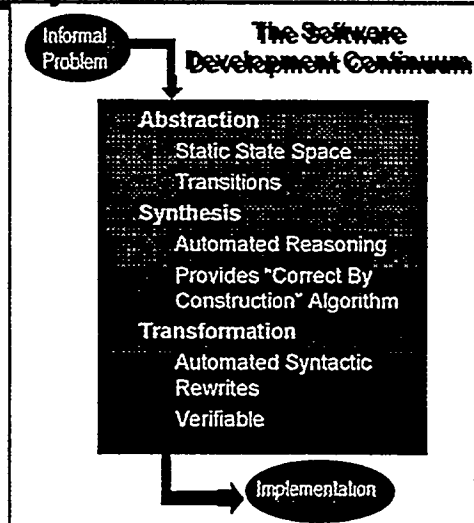 Informal
Problem
The Software
Development Continuum
Abstraction
Static State Space
Transitions
Synthesis
Automated Reasoning
Provides "Correct By
Construction" Algorithm
Transformation
Automated Syntactic
Rewrites
Verifiable
Implementation